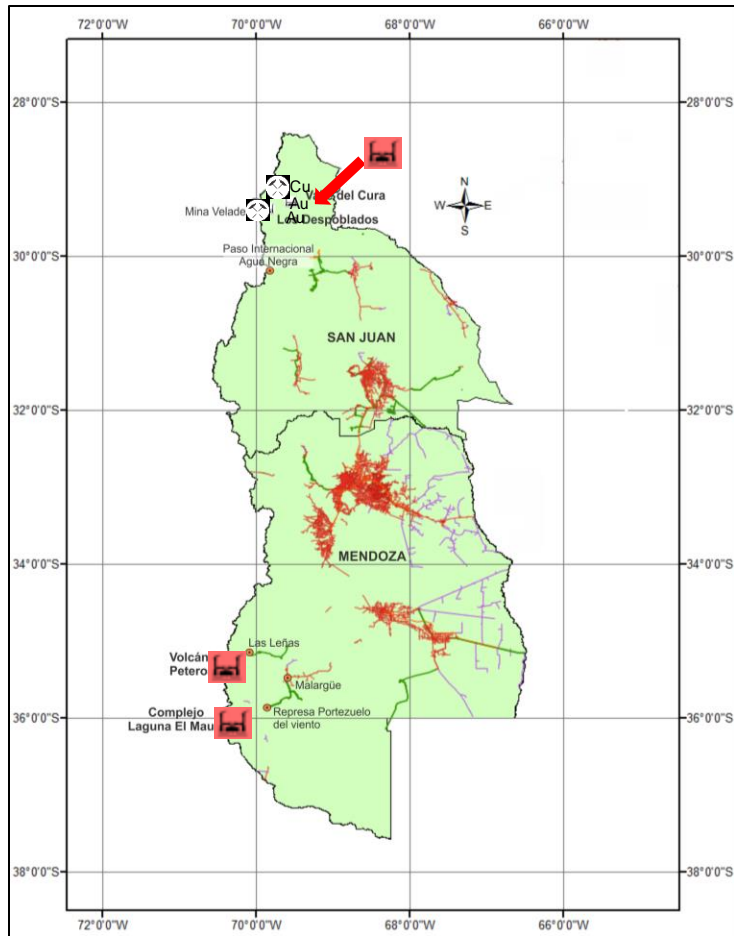 72°0'0"W 70°0'0"W 68°0'0"W 66°0'0"W
28°0'0"S 28°0'0"S
N
W E
S
Cu
Au
Au
del Cura
Los Despoblados
Mina Velade
30°0'0"S 30°0'0"S
Paso Internacional
Agua Negra
SAN JUAN
32°0'0"S 32°0'0"S
34°0'0"S 34°0'0"S
MENDOZA
Las Leñas
Volcán
Petero
Malargüe
36°0'0"S 36°0'0"S
Complejo
Laguna El Mau
Represa Portezuelo
del viento
38°0'0"S 38°0'0"S
72°0'0"W 70°0'0"W 68°0'0"W 66°0'0"W